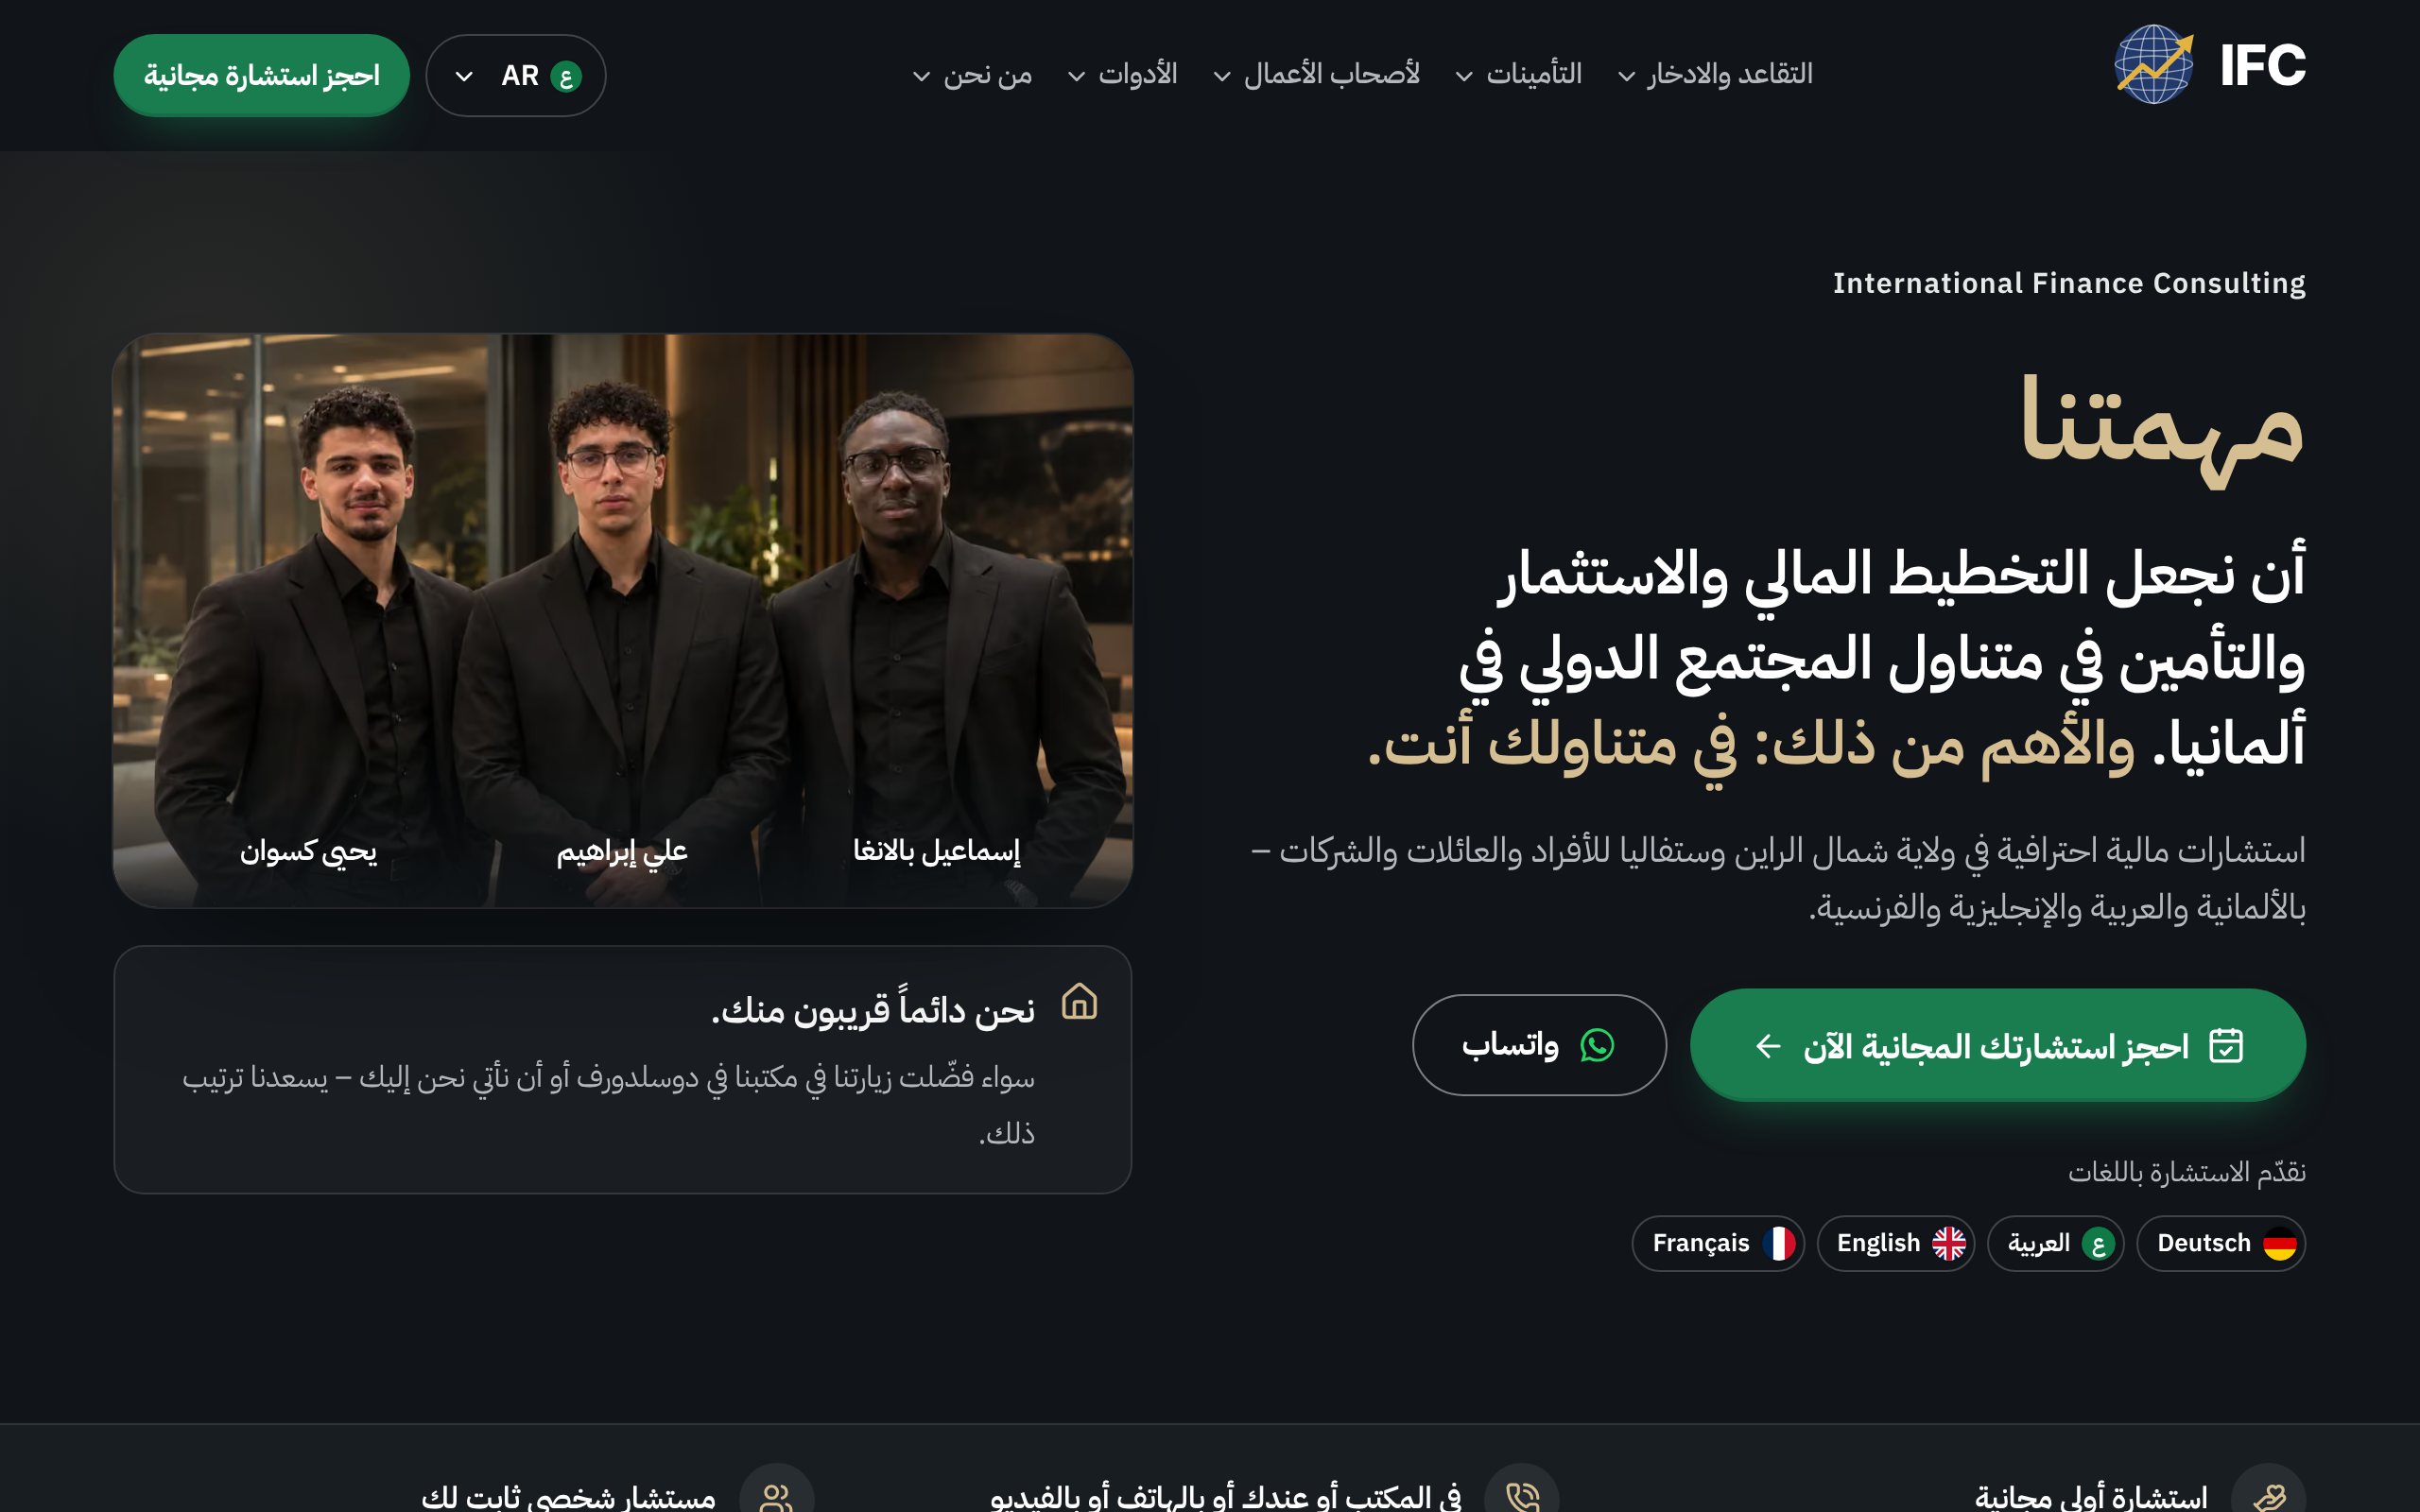 IFC
التقاعد والادخار
التأمينات
لأصحاب الأعمال
الأدوات
من نحن
ع AR
احجز استشارة مجانية
International Finance Consulting
مهمتنا
أن نجعل التخطيط المالي والاستثمار
والتأمين في متناول المجتمع الدولي في
ألمانيا. والأهم من ذلك: في متناولك أنت.
استشارات مالية احترافية في ولاية شمال الراين وستفاليا للأفراد والعائلات والشركات –
بالألمانية والعربية والإنجليزية والفرنسية.
احجز استشارتك المجانية الآن
واتساب
نقدّم الاستشارة باللغات
Deutsch
ع العربية
English
Français
إسماعيل بالانغا
علي إبراهيم
يحيى كسوان
نحن دائماً قريبون منك.
سواء فضّلت زيارتنا في مكتبنا في دوسلدورف أو أن نأتي نحن إليك – يسعدنا ترتيب
ذلك.
استشارة أولى مجانية
في المكتب أو عندك أو بالهاتف أو بالفيديو
مستشار شخصي ثابت لك